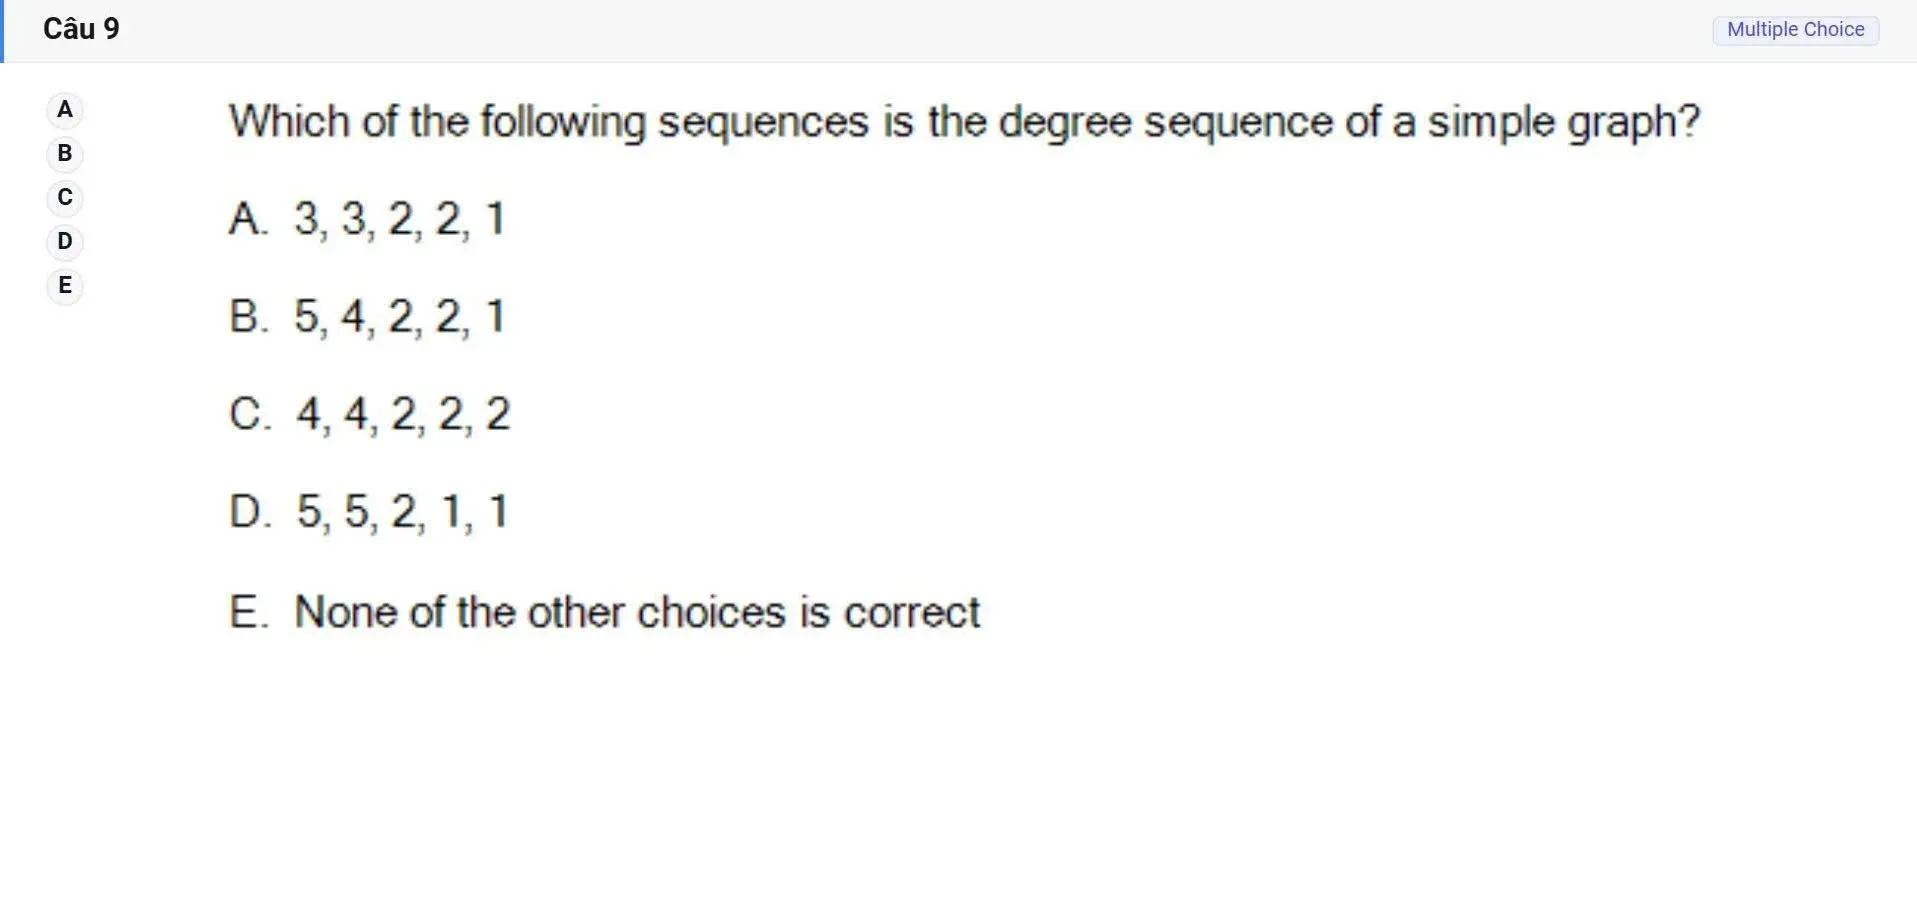 Câu 9
Multiple Choice
A
B
C
D
E
Which of the following sequences is the degree sequence of a simple graph?
A. 3, 3, 2, 2, 1
B. 5, 4, 2, 2, 1
C. 4, 4, 2, 2, 2
D. 5, 5, 2, 1, 1
E. None of the other choices is correct